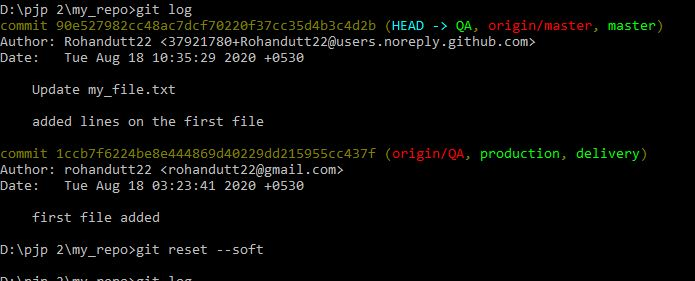 D:\pjp 2\my_repo>git log
commit 90e527982cc48ac7dcf70220f37cc35d4b3c4d2b (HEAD -> QA, origin/master, master)
Author: Rohandutt22 <37921780+Rohandutt22@users.noreply.github.com>
Date:   Tue Aug 18 10:35:29 2020 +0530
    Update my_file.txt
    added lines on the first file
commit 1ccb7f6224be8e444869d40229dd215955cc437f (origin/QA, production, delivery)
Author: rohandutt22 <rohandutt22@gmail.com>
Date:   Tue Aug 18 03:23:41 2020 +0530
    first file added
D:\pjp 2\my_repo>git reset --soft
D:\pjp 2\my_repo>git log